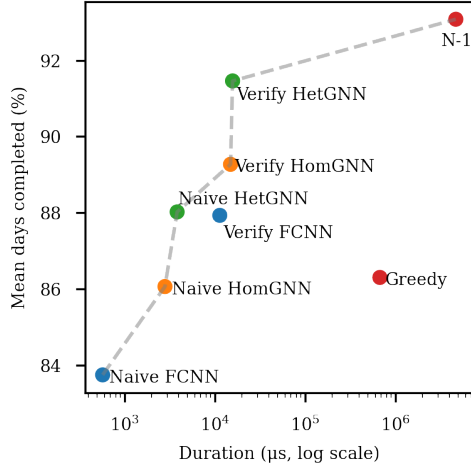 Mean days completed (%)
92
90
88
86
84
N-1
Verify HetGNN
Verify HomGNN
Naive HetGNN
Verify FCNN
Greedy
Naive HomGNN
Naive FCNN
10³ 10⁴ 10⁵ 10⁶
Duration (µs, log scale)